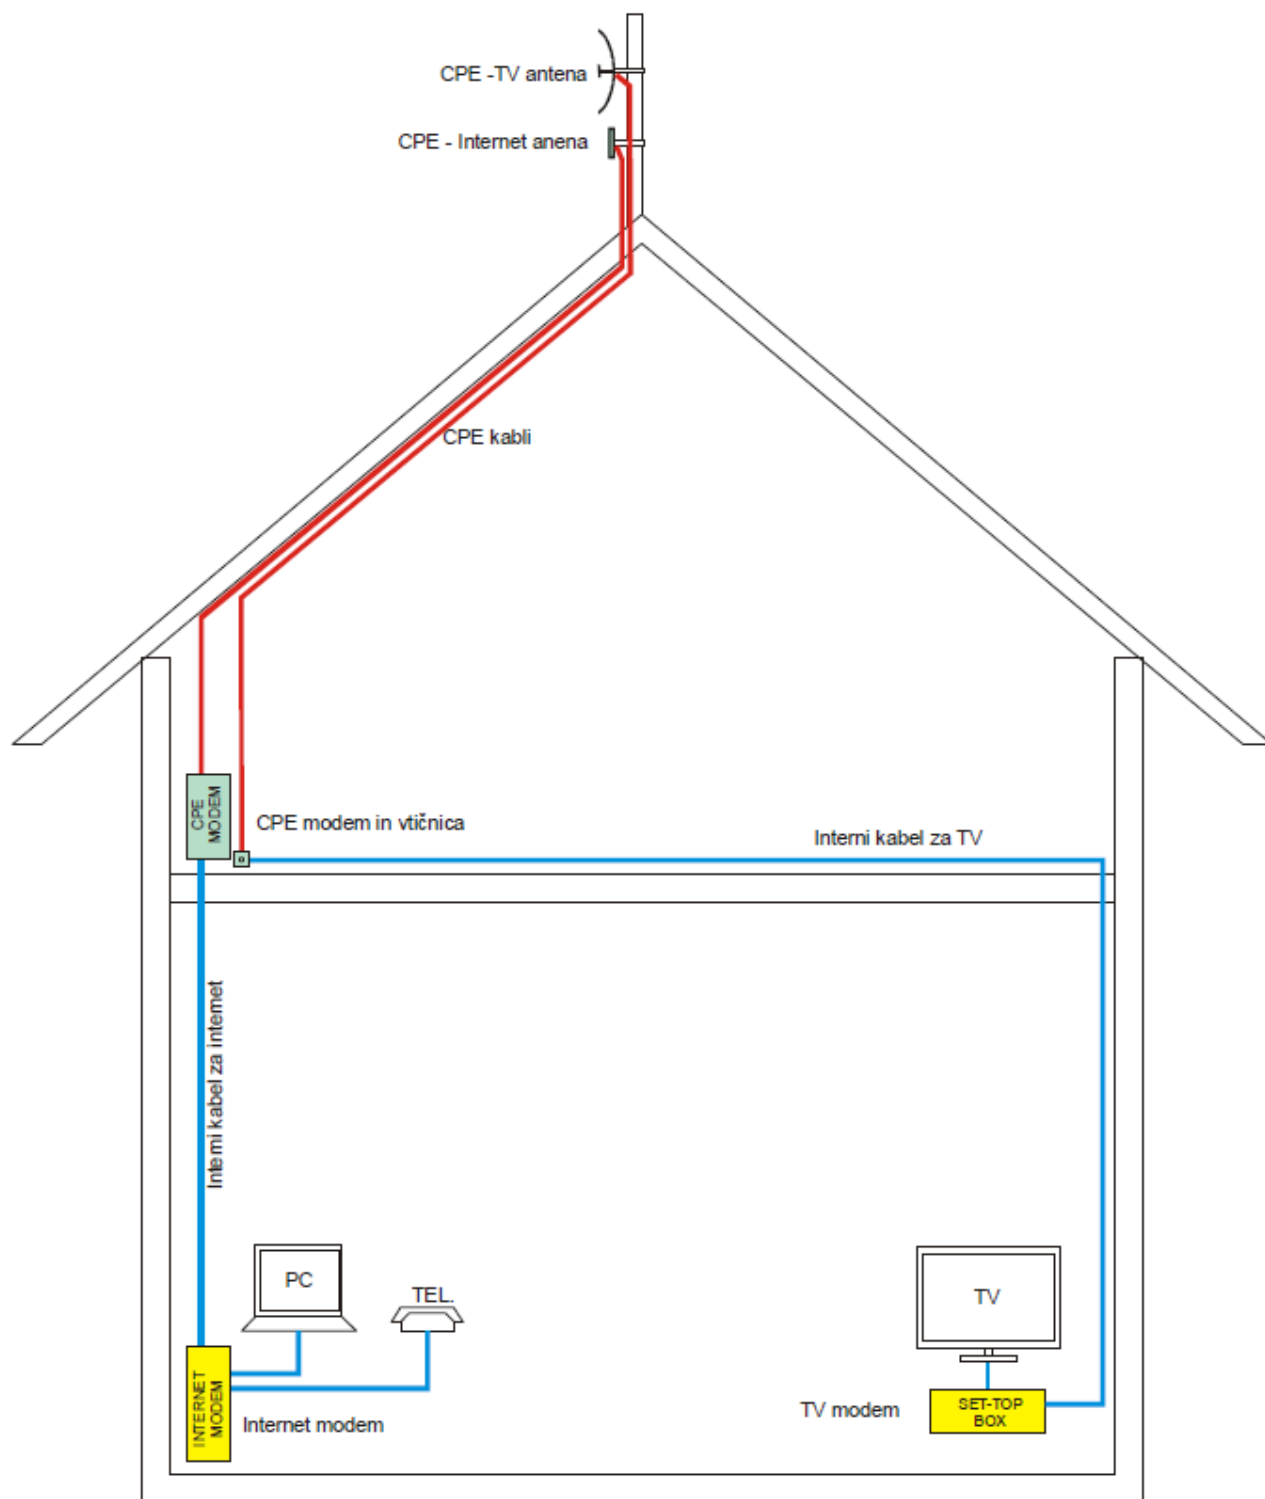 CPE -TV antena
CPE - Internet anena
CPE kabli
CPE
MODEM
CPE modem in vtičnica
Interni kabel za TV
Interni kabel za internet
PC
TEL.
TV
INTERNET
MODEM
Internet modem
TV modem
SET-TOP
BOX